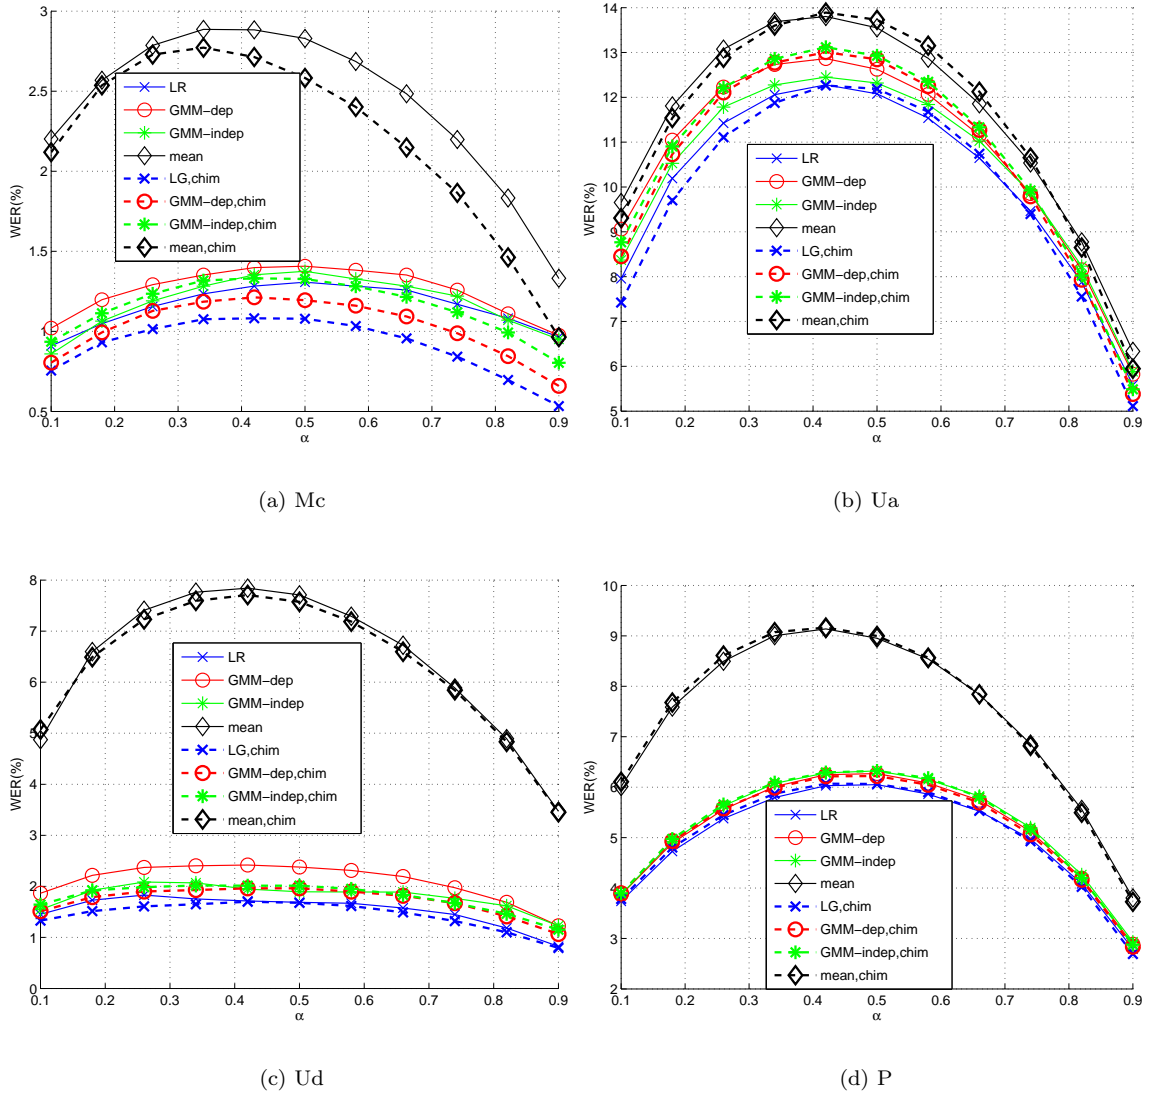 3
2.5
2
1.5
1
0.5
WER(%)
0.1 0.2 0.3 0.4 0.5 0.6 0.7 0.8 0.9
α
LR
GMM−dep
GMM−indep
mean
LG,chim
GMM−dep,chim
GMM−indep,chim
mean,chim
(a) Mc
14
13
12
11
10
9
8
7
6
5
WER(%)
0.1 0.2 0.3 0.4 0.5 0.6 0.7 0.8 0.9
α
LR
GMM−dep
GMM−indep
mean
LG,chim
GMM−dep,chim
GMM−indep,chim
mean,chim
(b) Ua
8
7
6
5
4
3
2
1
0
WER(%)
0.1 0.2 0.3 0.4 0.5 0.6 0.7 0.8 0.9
α
LR
GMM−dep
GMM−indep
mean
LG,chim
GMM−dep,chim
GMM−indep,chim
mean,chim
(c) Ud
10
9
8
7
6
5
4
3
2
WER(%)
0.1 0.2 0.3 0.4 0.5 0.6 0.7 0.8 0.9
α
LR
GMM−dep
GMM−indep
mean
LG,chim
GMM−dep,chim
GMM−indep,chim
mean,chim
(d) P